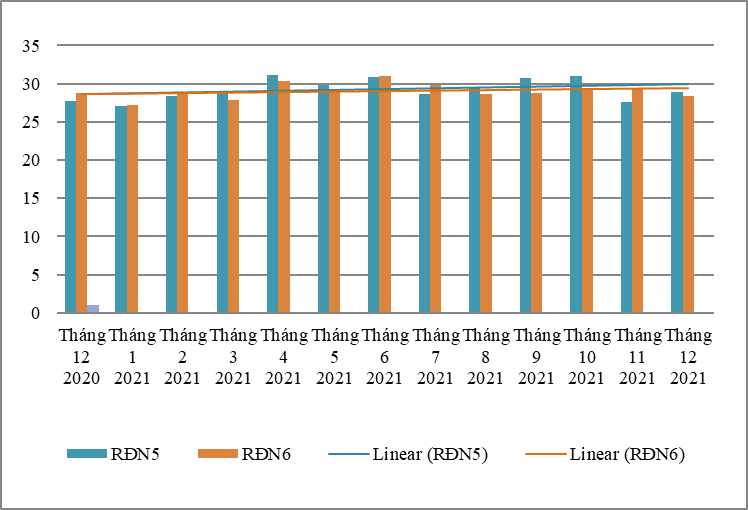 35
30
25
20
15
10
5
0
Tháng Tháng Tháng Tháng Tháng Tháng Tháng Tháng Tháng Tháng Tháng Tháng Tháng
12 1 2 3 4 5 6 7 8 9 10 11 12
2020 2021 2021 2021 2021 2021 2021 2021 2021 2021 2021 2021 2021
RĐN5 RĐN6 Linear (RĐN5) Linear (RĐN6)